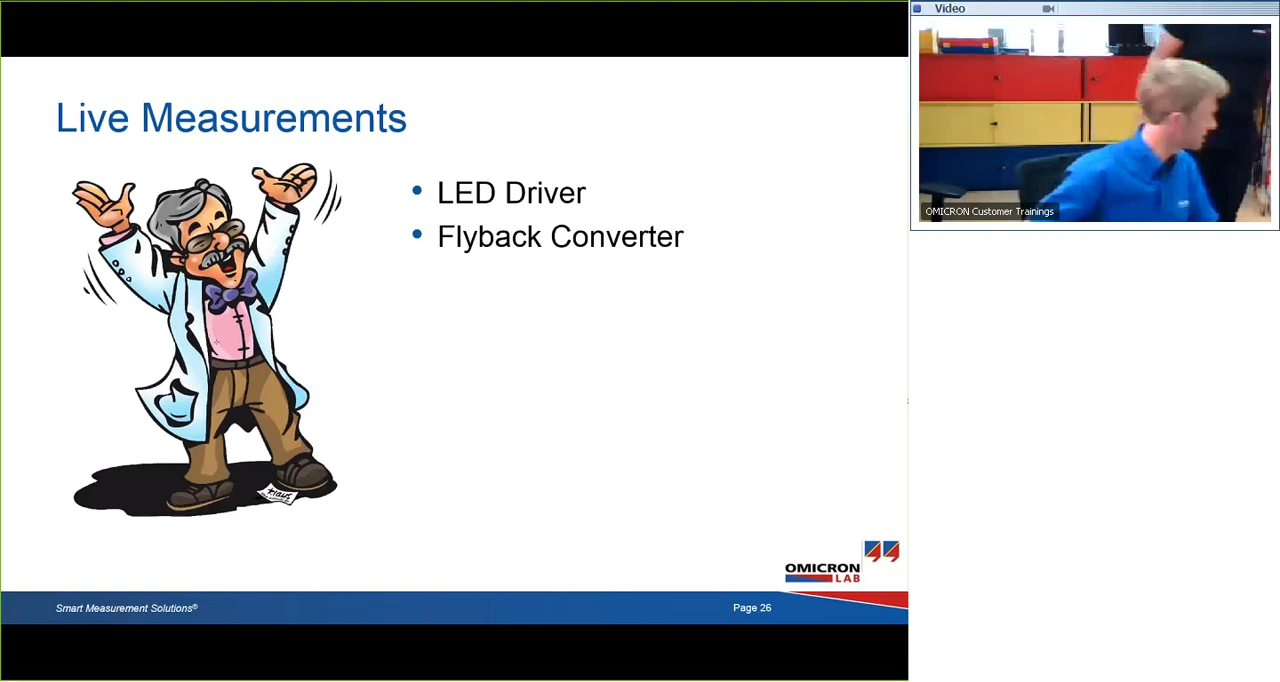 Video
Live Measurements
• LED Driver
• Flyback Converter
OMICRON Customer Trainings
OMICRON
LAB
Smart Measurement Solutions®
Page 26